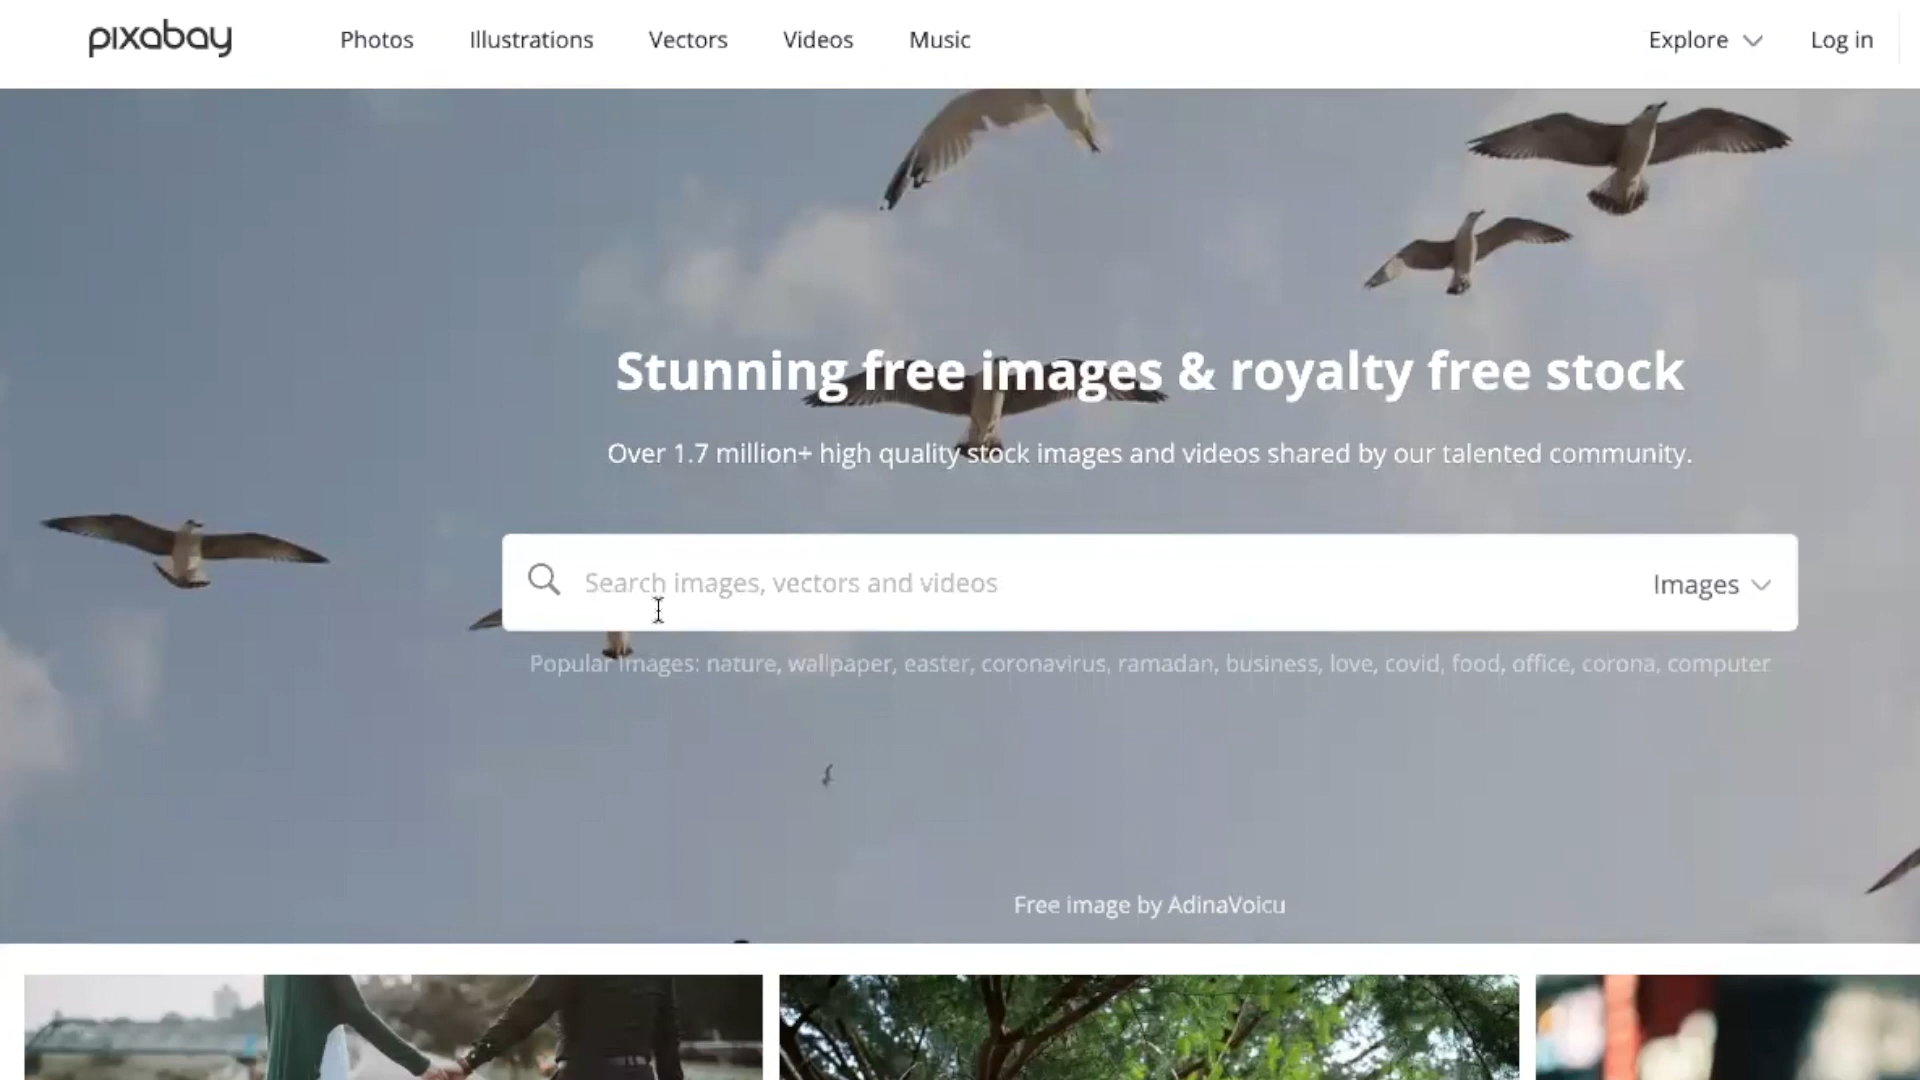 pixabay
Photos Illustrations Vectors Videos Music Explore Log in
Stunning free images & royalty free stock
Over 1.7 million+ high quality stock images and videos shared by our talented community.
Search images, vectors and videos Images
Popular Images: nature, wallpaper, easter, coronavirus, ramadan, business, love, covid, food, office, corona, computer
Free image by AdinaVoicu